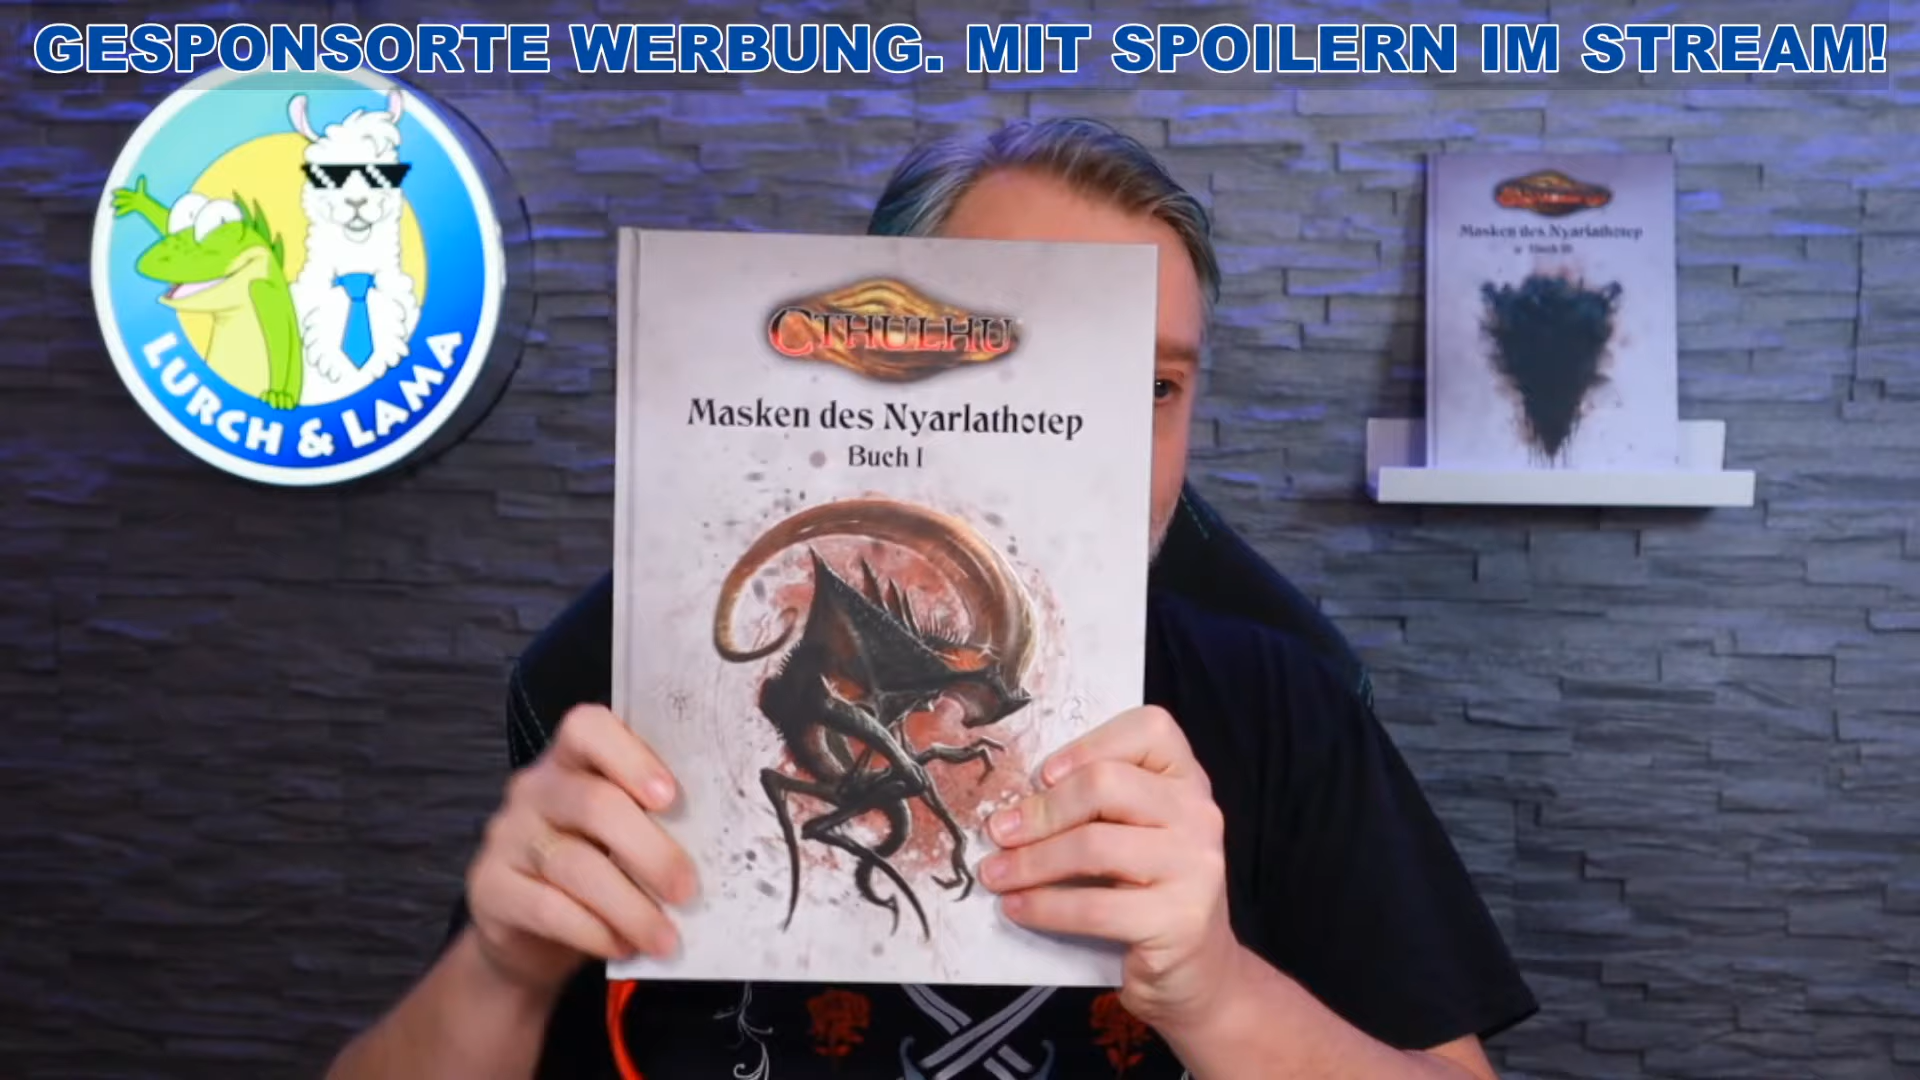 GESPONSORTE WERBUNG. MIT SPOILERN IM STREAM!
LURCH & LAMA
CTHULHU
Masken des Nyarlathotep
Buch I
Masken des Nyarlathotep